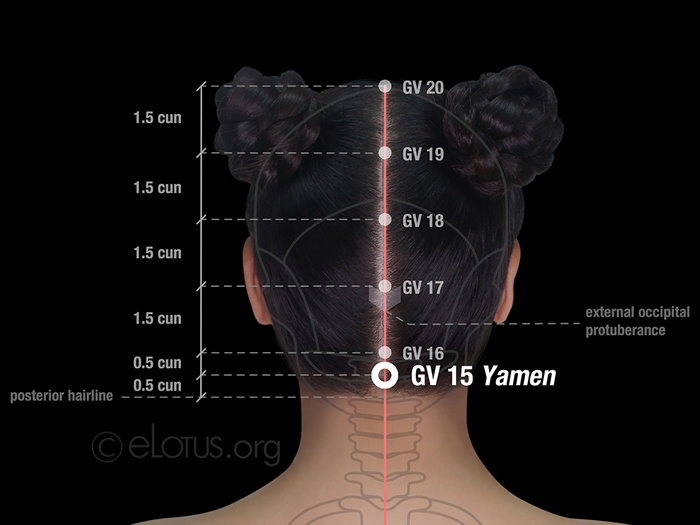 GV 20
1.5 cun
GV 19
1.5 cun
GV 18
1.5 cun
GV 17
external occipital
protuberance
1.5 cun
GV 16
0.5 cun
GV 15 Yamen
0.5 cun
posterior hairline
© eLotus.org